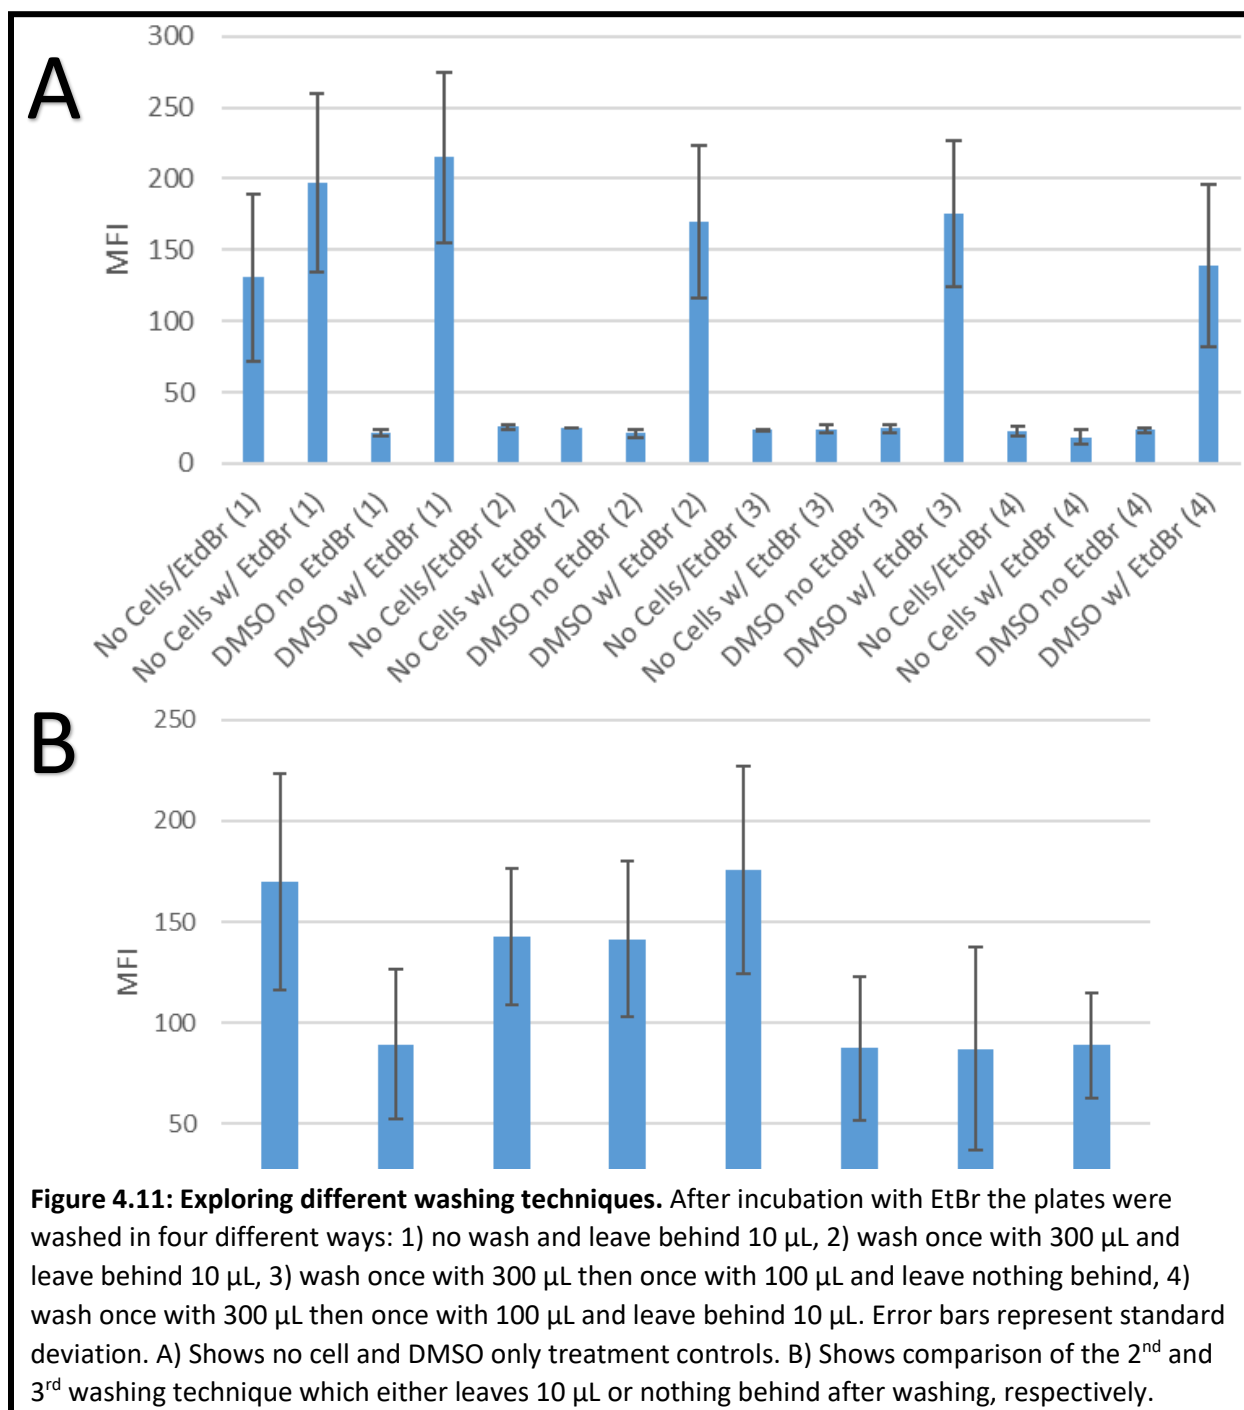 A
300
250
200
150
100
50
0
MFI
No Cells/EtdBr (1)
No Cells w/ EtdBr (1)
DMSO no EtdBr (1)
DMSO w/ EtdBr (1)
No Cells/EtdBr (2)
No Cells w/ EtdBr (2)
DMSO no EtdBr (2)
DMSO w/ EtdBr (2)
No Cells/EtdBr (3)
No Cells w/ EtdBr (3)
DMSO no EtdBr (3)
DMSO w/ EtdBr (3)
No Cells/EtdBr (4)
No Cells w/ EtdBr (4)
DMSO no EtdBr (4)
DMSO w/ EtdBr (4)
B
250
200
150
100
50
MFI
Figure 4.11: Exploring different washing techniques. After incubation with EtBr the plates were
washed in four different ways: 1) no wash and leave behind 10 µL, 2) wash once with 300 µL and
leave behind 10 µL, 3) wash once with 300 µL then once with 100 µL and leave nothing behind, 4)
wash once with 300 µL then once with 100 µL and leave behind 10 µL. Error bars represent standard
deviation. A) Shows no cell and DMSO only treatment controls. B) Shows comparison of the 2nd and
3rd washing technique which either leaves 10 µL or nothing behind after washing, respectively.